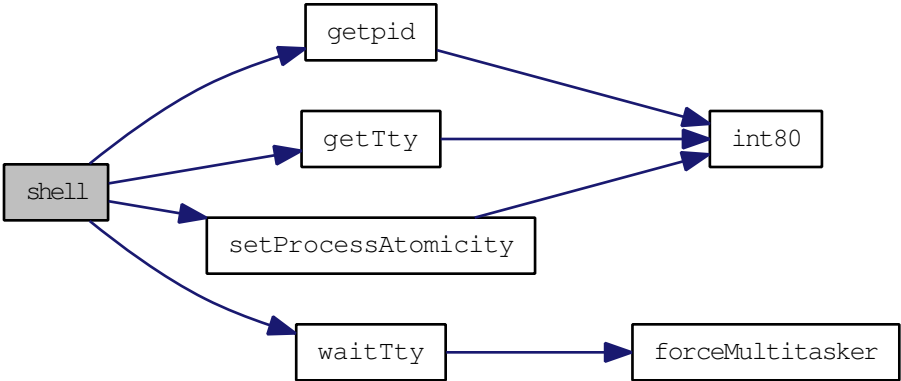 getpid
getTty
int80
shell
setProcessAtomicity
waitTty
forceMultitasker